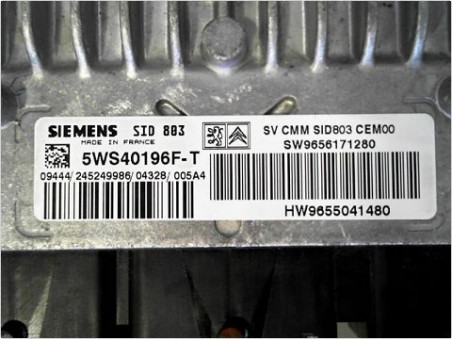 SIEMENS SID 803
MADE IN FRANCE
5WS40196F-T
09444/245249986/04328/005A4
SV CMM SID803 CEM00
SW9656171280
HW9655041480